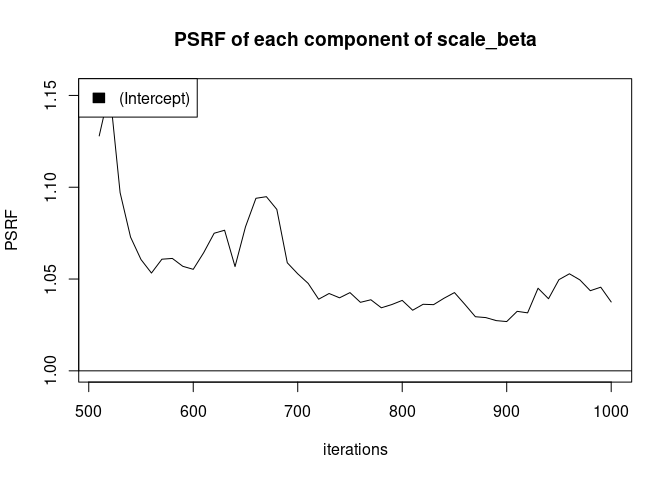 PSRF of each component of scale_beta
(Intercept)
PSRF
1.15
1.10
1.05
1.00
500 600 700 800 900 1000
iterations